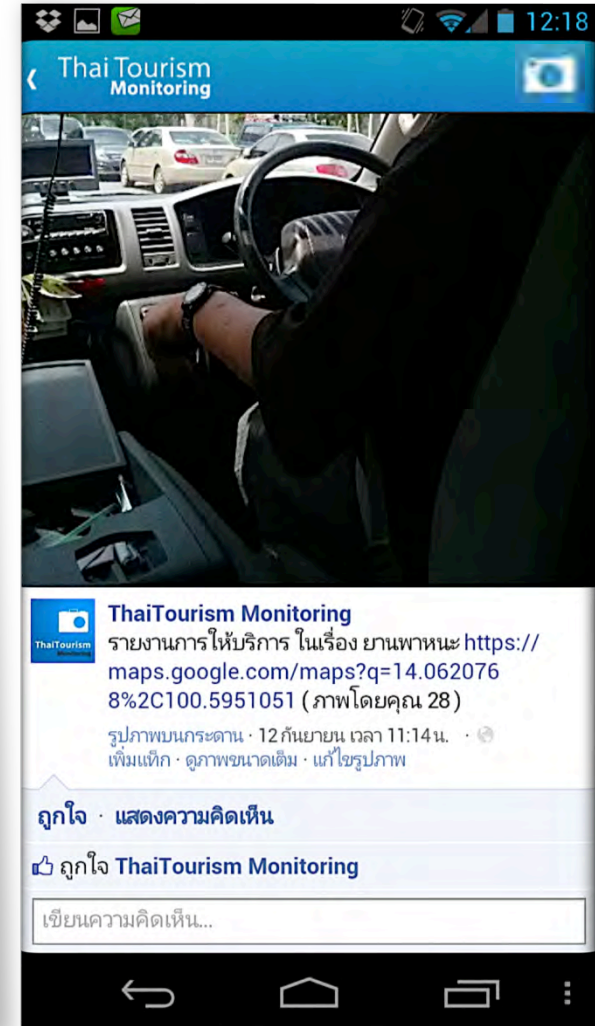 12:18
Thai Tourism
Monitoring
ThaiTourism Monitoring
รายงานการให้บริการ ในเรื่อง ยานพาหนะ https://
maps.google.com/maps?q=14.062076
8%2C100.5951051 (ภาพโดยคุณ 28)
ThaiTourism
Monitoring
รูปภาพบนกระดาน · 12 กันยายน เวลา 11:14 น. ·
เพิ่มแท็ก · ดูภาพขนาดเต็ม · แก้ไขรูปภาพ
ถูกใจ · แสดงความคิดเห็น
ถูกใจ ThaiTourism Monitoring
เขียนความคิดเห็น...